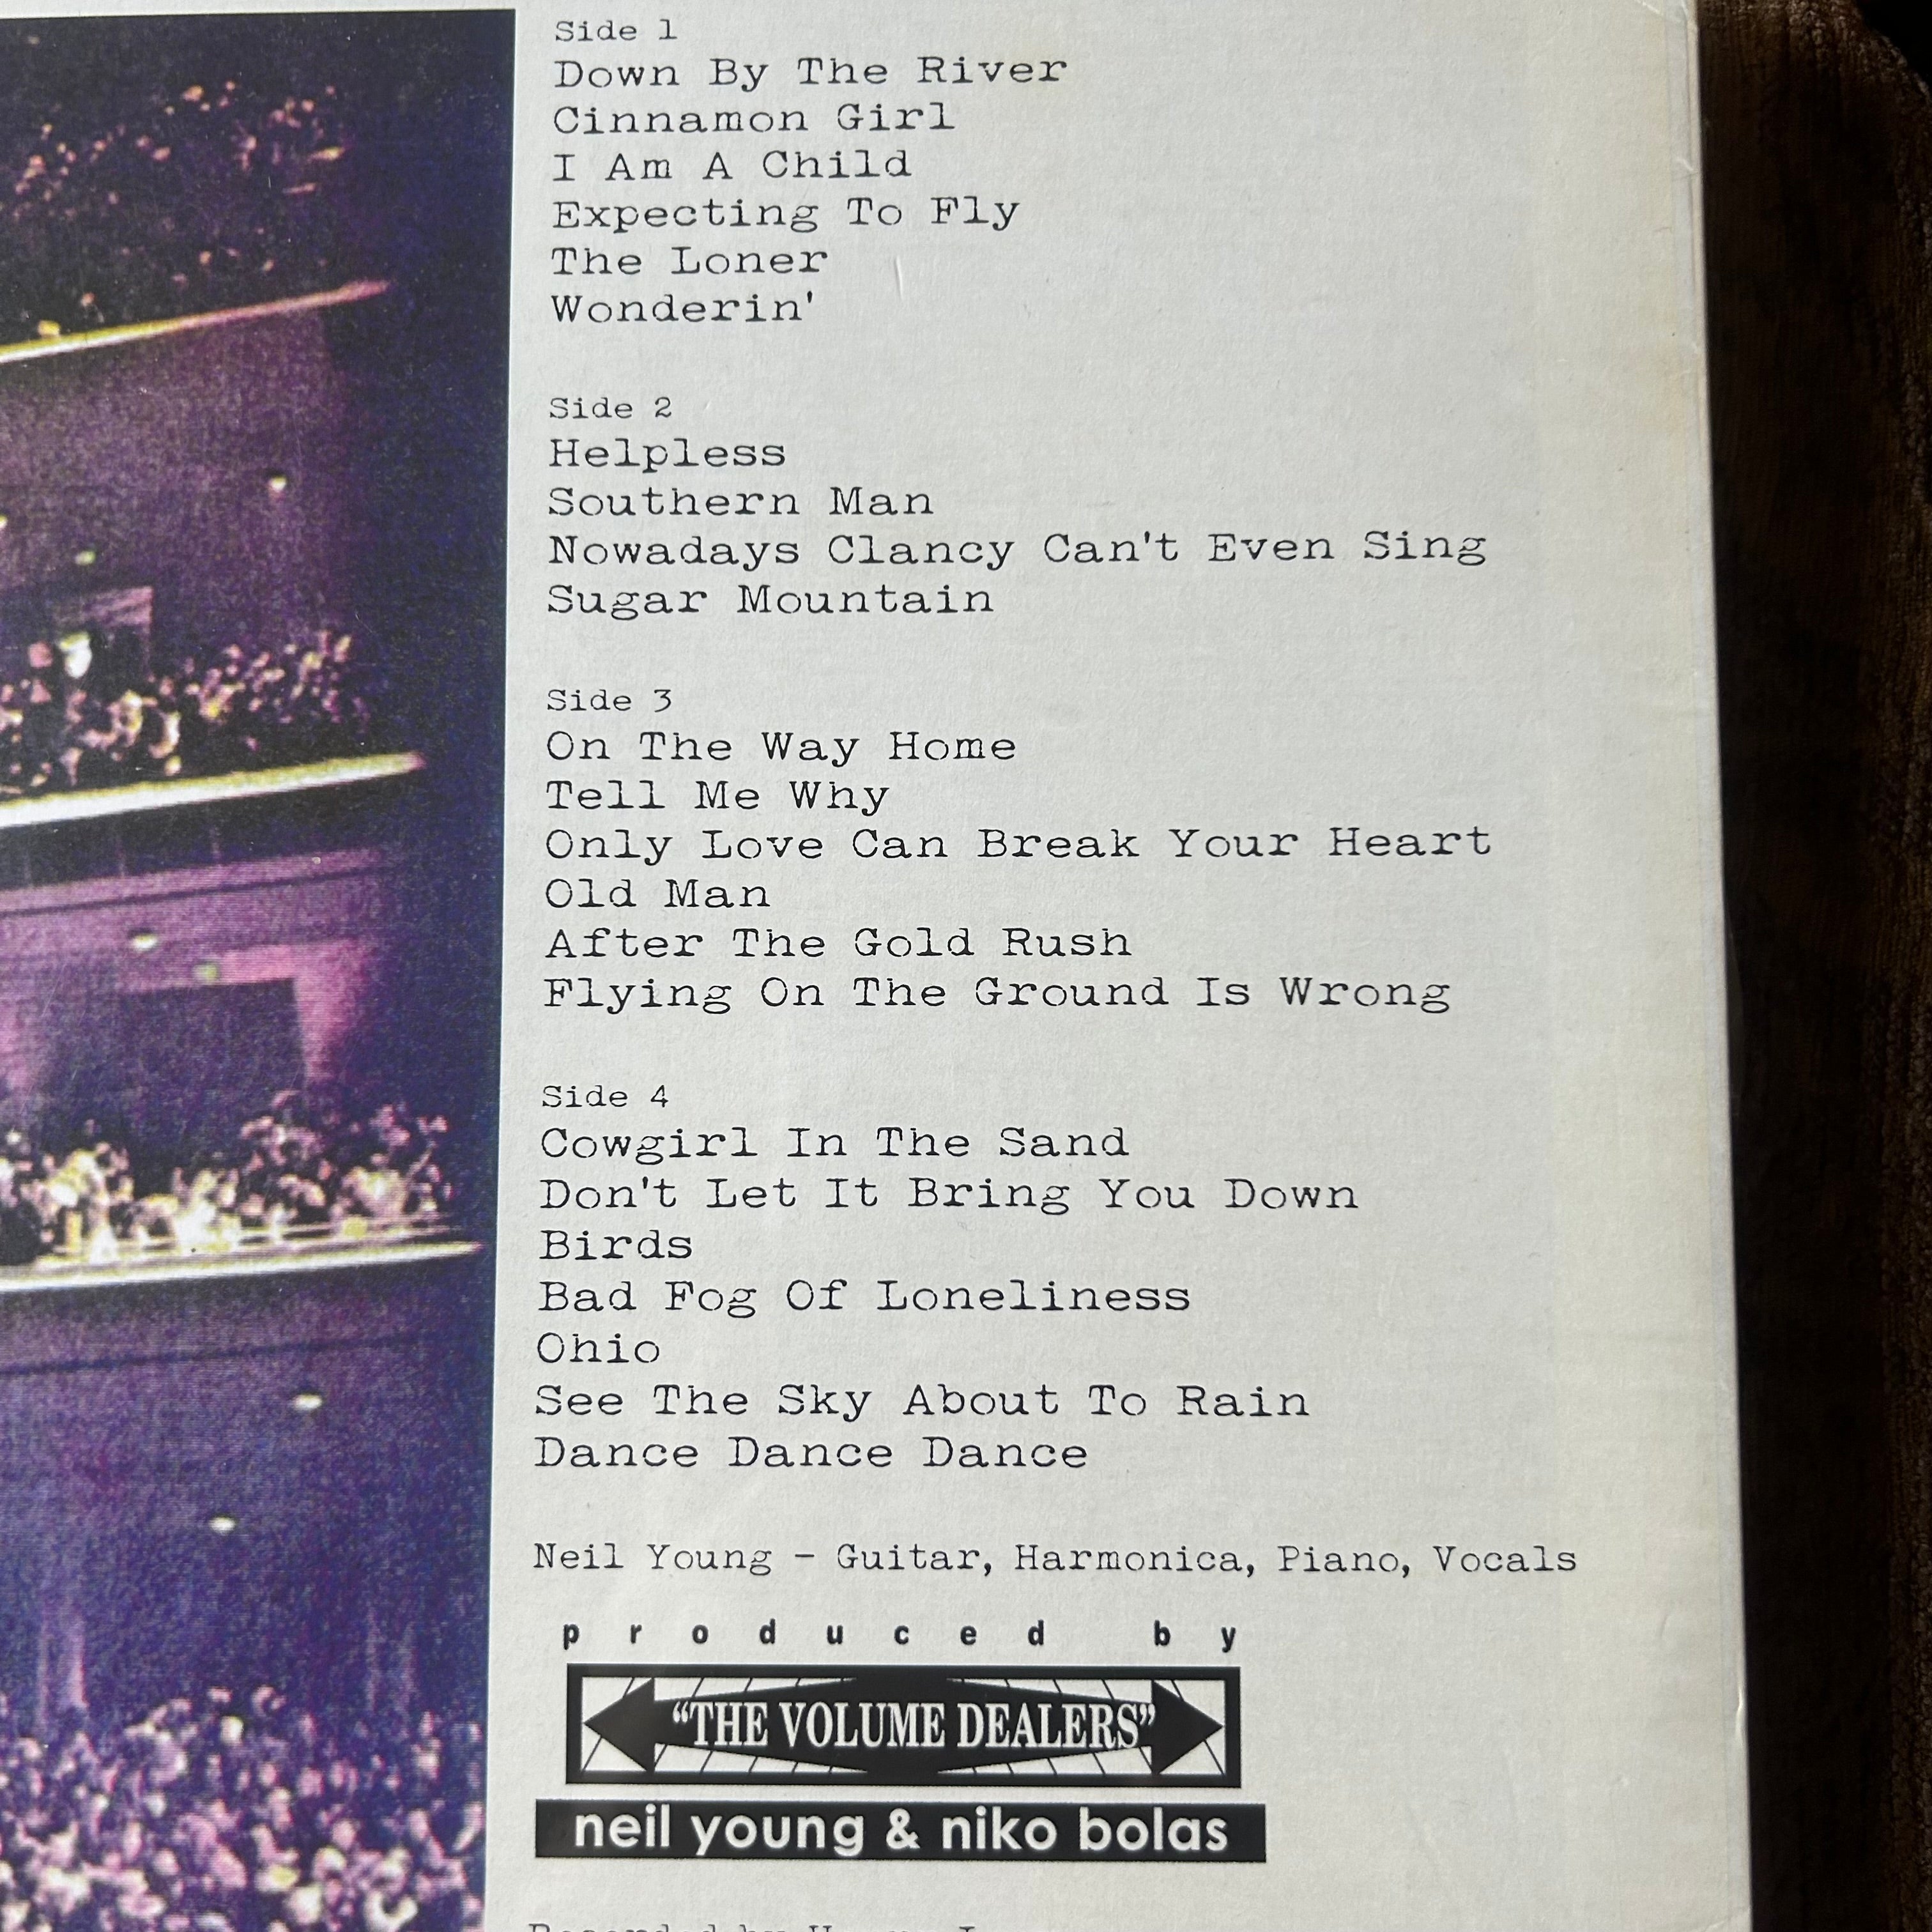 Side 1
Down By The River
Cinnamon Girl
I Am A Child
Expecting To Fly
The Loner
Wonderin'
Side 2
Helpless
Southern Man
Nowadays Clancy Can't Even Sing
Sugar Mountain
Side 3
On The Way Home
Tell Me Why
Only Love Can Break Your Heart
Old Man
After The Gold Rush
Flying On The Ground Is Wrong
Side 4
Cowgirl In The Sand
Don't Let It Bring You Down
Birds
Bad Fog Of Loneliness
Ohio
See The Sky About To Rain
Dance Dance Dance
Neil Young - Guitar, Harmonica, Piano, Vocals
produced by
“THE VOLUME DEALERS”
neil young & niko bolas
Recorded by